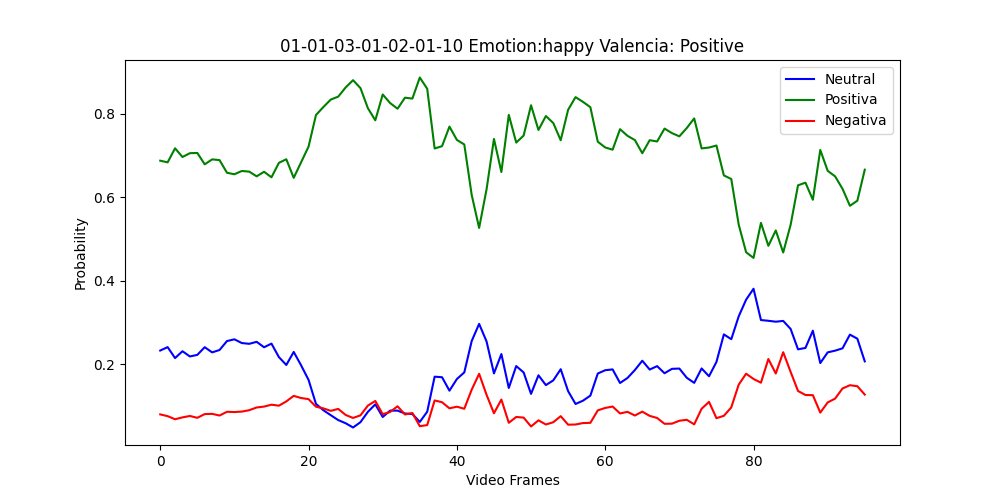 01-01-03-01-02-01-10 Emotion:happy Valencia: Positive
Neutral
Positiva
Negativa
Probability
0.8
0.6
0.4
0.2
0 20 40 60 80
Video Frames